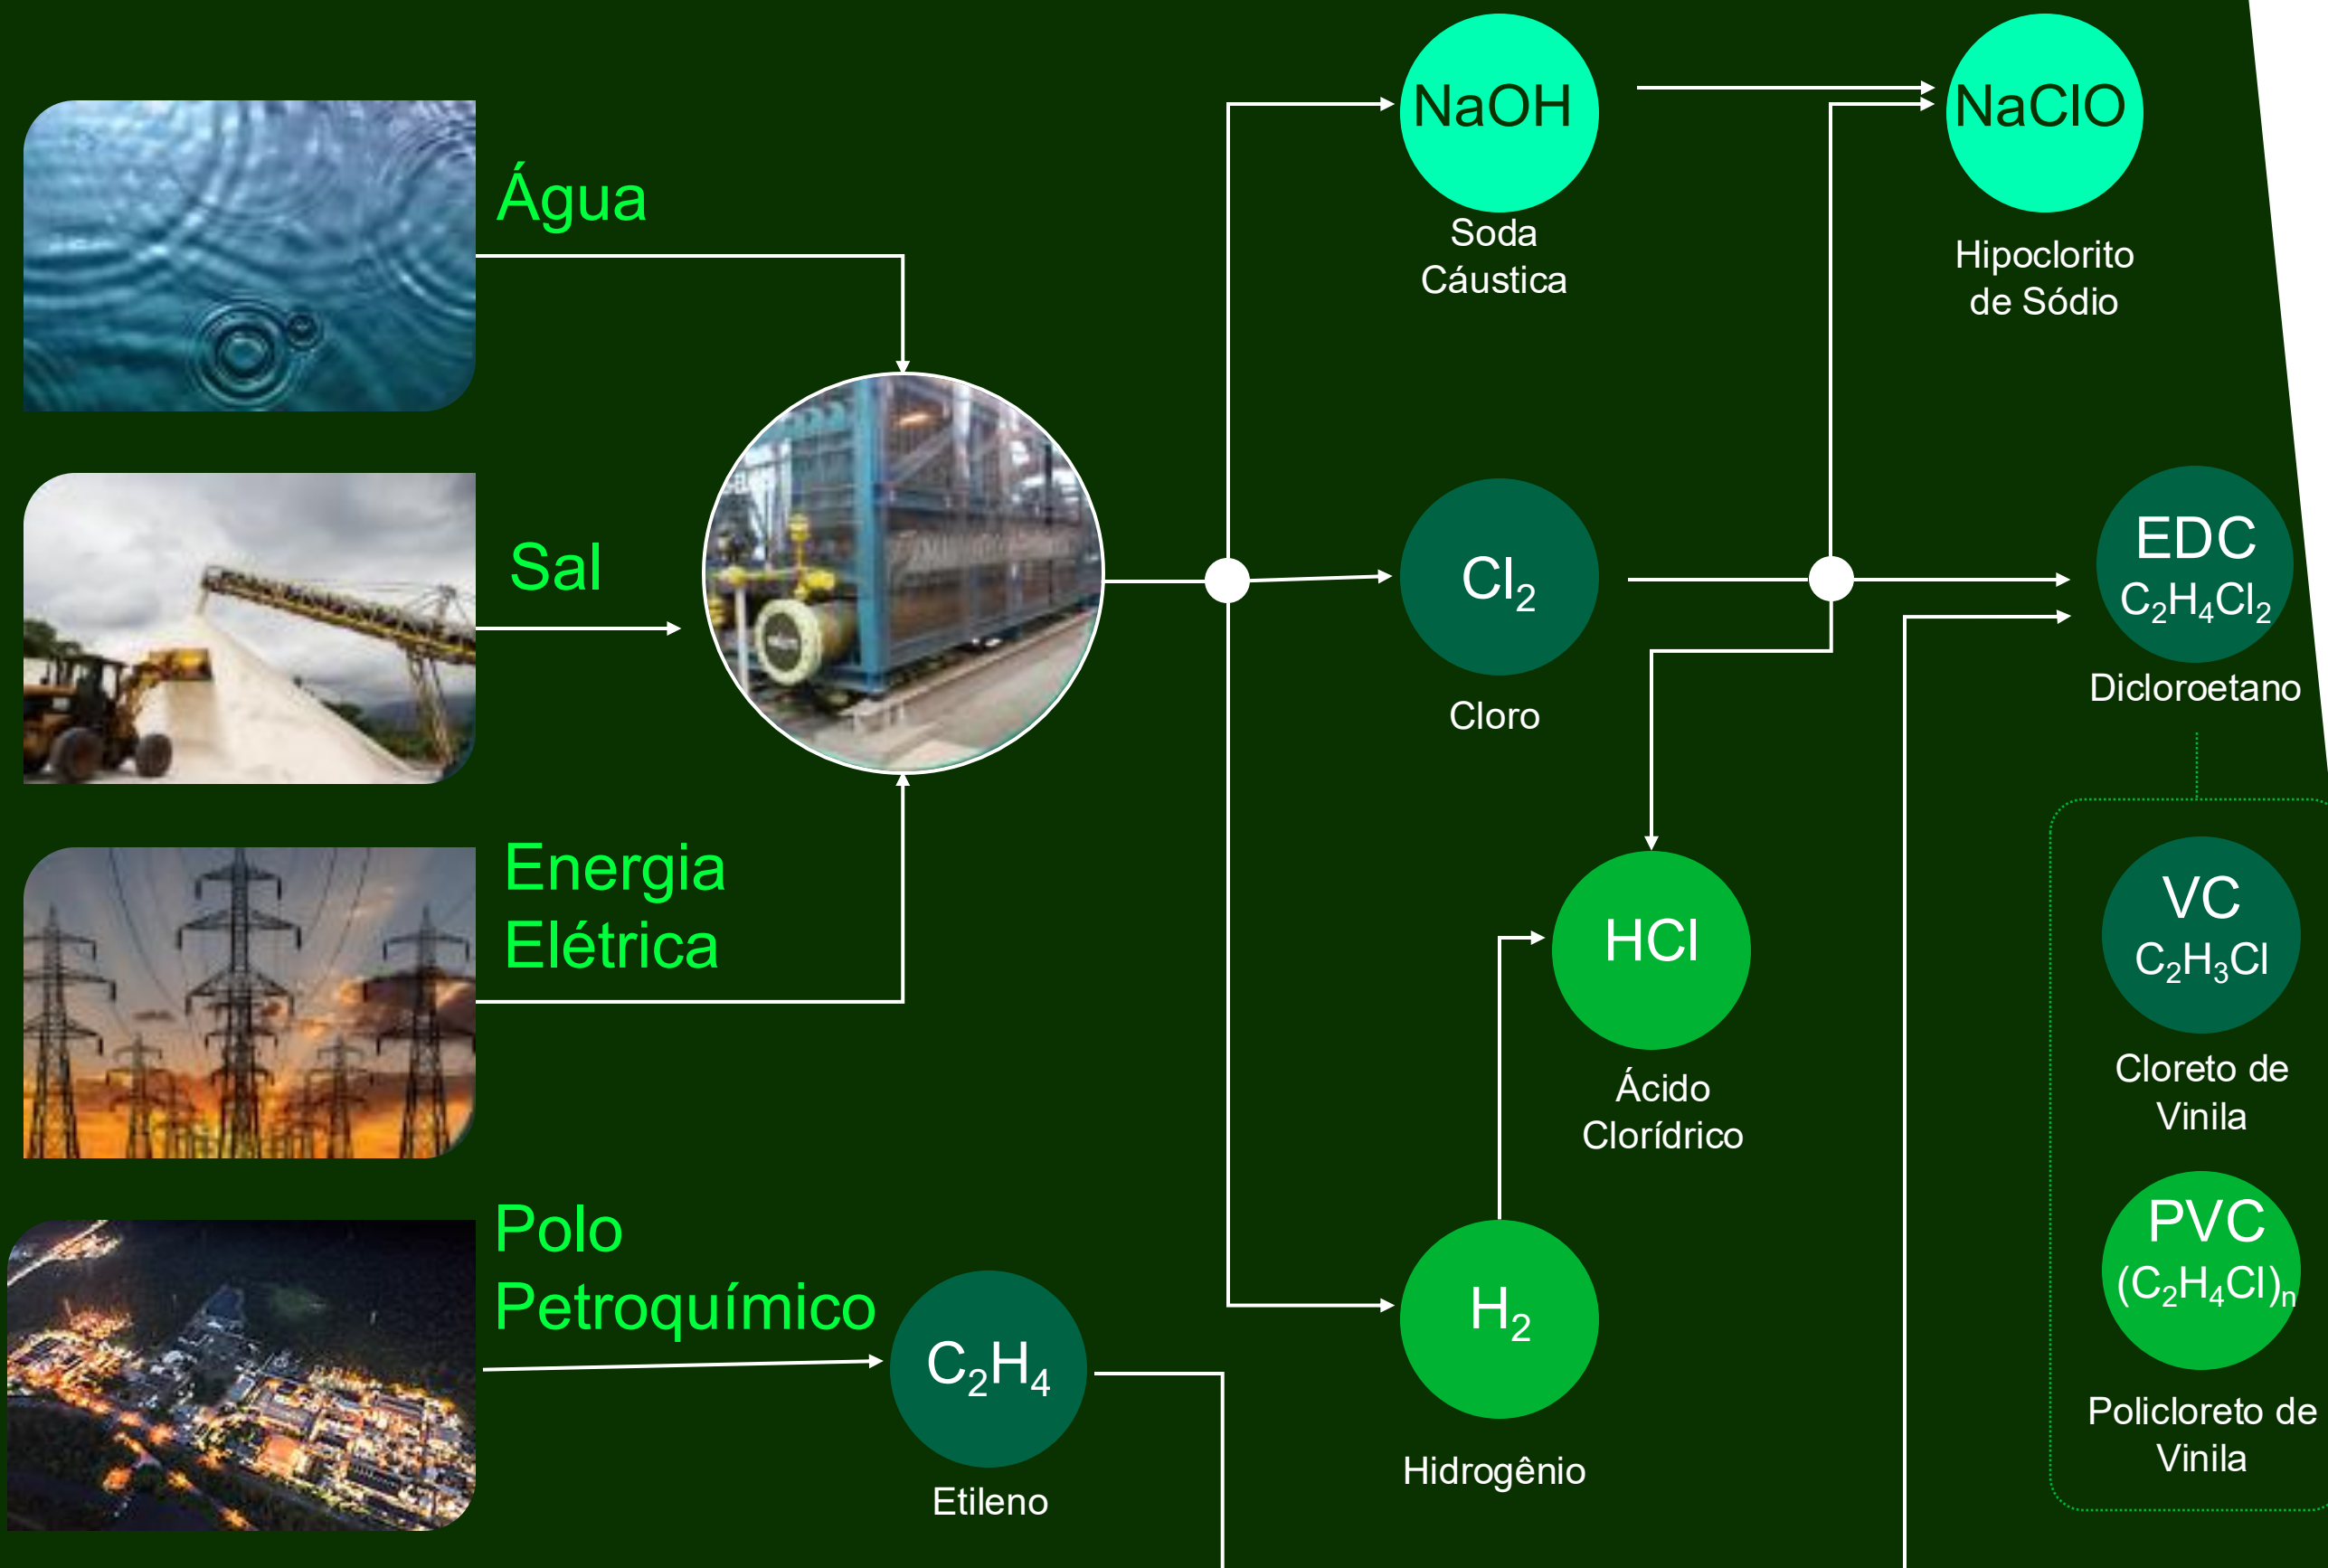 Água
Sal
Energia
Elétrica
Polo
Petroquímico
C₂H₄
Etileno
NaOH
Soda
Cáustica
NaClO
Hipoclorito
de Sódio
Cl₂
Cloro
EDC
C₂H₄Cl₂
Dicloroetano
HCl
Ácido
Clorídrico
H₂
Hidrogênio
VC
C₂H₃Cl
Cloreto de
Vinila
PVC
(C₂H₄Cl)ₙ
Policloreto de
Vinila